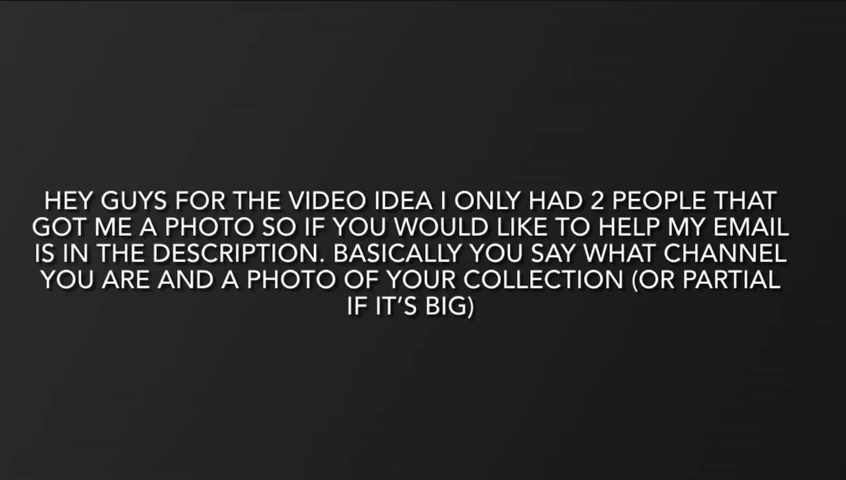 HEY GUYS FOR THE VIDEO IDEA I ONLY HAD 2 PEOPLE THAT
GOT ME A PHOTO SO IF YOU WOULD LIKE TO HELP MY EMAIL
IS IN THE DESCRIPTION. BASICALLY YOU SAY WHAT CHANNEL
YOU ARE AND A PHOTO OF YOUR COLLECTION (OR PARTIAL
IF IT’S BIG)